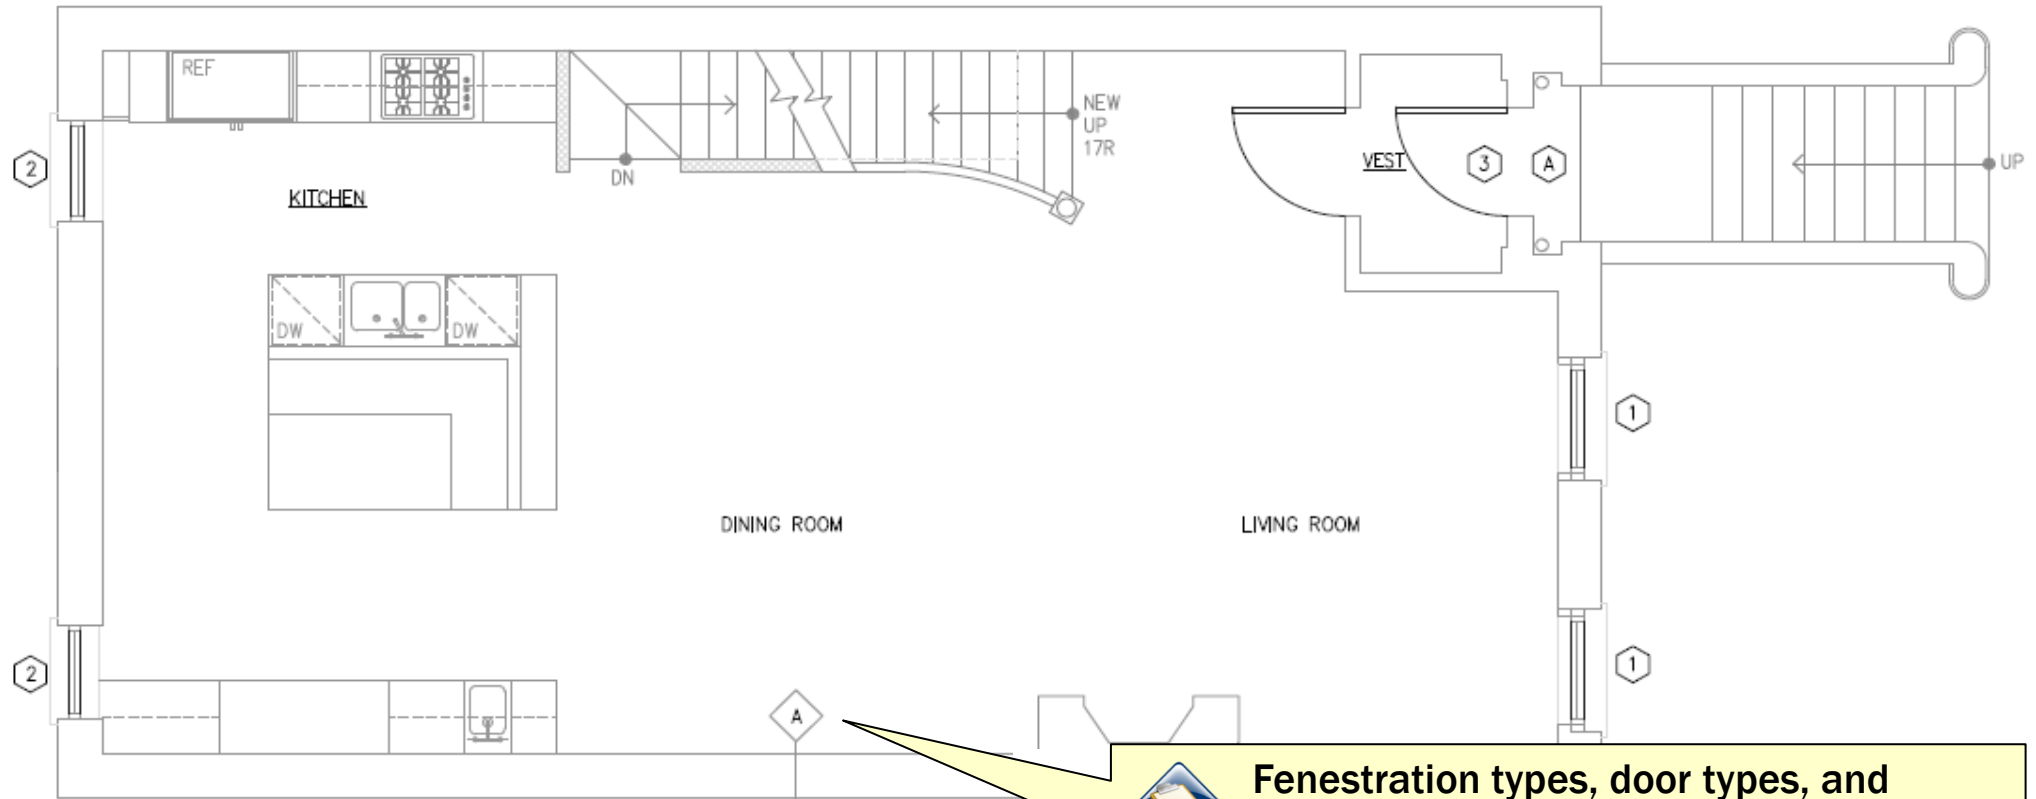 REF
NEW
UP
17R
DN
2
KITCHEN
VEST
3
A
UP
DW
DW
1
DINING ROOM
LIVING ROOM
2
1
A
Fenestration types, door types, and